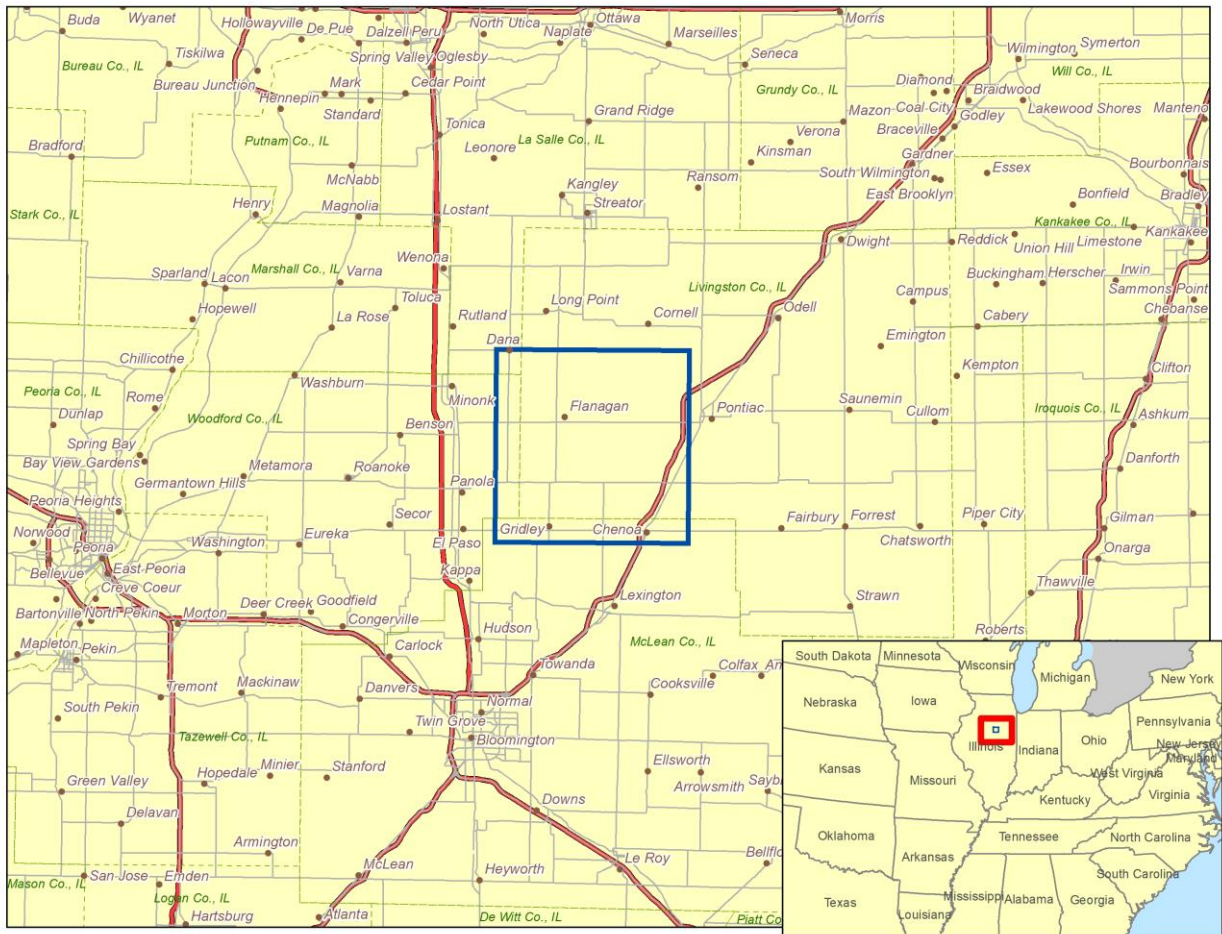 Buda
Wyanet
Hollowayville
De Pue
Dalzell
Peru
North Utica
Ottawa
Naplate
Marseilles
Morris
Tiskilwa
Spring Valley
Oglesby
Seneca
Wilmington
Symerton
Bureau Co., IL
Bureau Junction
Mark
Cedar Point
Grundy Co., IL
Diamond
Will Co., IL
Hennepin
Standard
Coal City
Braidwood
Lakewood Shores
Manteno
Grand Ridge
Mazon
Godley
Bradford
Putnam Co., IL
Tonica
La Salle Co., IL
Verona
Braceville
Leonore
Kinsman
Gardner
Bourbonnais
McNabb
Ransom
South Wilmington
Essex
Stark Co., IL
Kangley
East Brooklyn
Bonfield
Bradley
Henry
Magnolia
Lostant
Streator
Kankakee Co., IL
Dwight
Reddick
Union Hill
Limestone
Kankakee
Wenona
Sparland
Lacon
Marshall Co., IL
Varna
Livingston Co., IL
Buckingham
Herscher
Irwin
Sammons Point
Hopewell
Toluca
Long Point
Campus
Chebanse
La Rose
Rutland
Cornell
Odell
Cabery
Dana
Emington
Chillicothe
Washburn
Kempton
Clifton
Peoria Co., IL
Rome
Minonk
Flanagan
Pontiac
Saunemin
Cullom
Iroquois Co., IL
Ashkum
Dunlap
Woodford Co., IL
Benson
Spring Bay
Bay View Gardens
Metamora
Roanoke
Danforth
Germantown Hills
Panola
Peoria Heights
Secor
Gridley
Chenoa
Fairbury
Forrest
Piper City
Gilman
Norwood
Eureka
El Paso
Chatsworth
Peoria
Washington
Onarga
Bellevue
East Peoria
Kappa
Creve Coeur
Thawville
Bartonville
North Pekin
Morton
Deer Creek
Goodfield
Congerville
Lexington
Strawn
Mapleton
Pekin
Carlock
Hudson
McLean Co., IL
Roberts
Towanda
Colfax
Tremont
Mackinaw
Danvers
Normal
Cooksville
South Pekin
Twin Grove
Tazewell Co., IL
Bloomington
Green Valley
Hopedale
Minier
Stanford
Ellsworth
Arrowsmith
Delavan
Downs
Armington
McLean
Heyworth
Le Roy
Mason Co., IL
San Jose
Emden
Logan Co., IL
Hartsburg
Atlanta
De Witt Co., IL
South Dakota
Minnesota
Wisconsin
Michigan
New York
Nebraska
Iowa
Pennsylvania
Illinois
Indiana
Ohio
New Jersey
Maryland
Kansas
Missouri
West Virginia
Virginia
Kentucky
Oklahoma
Tennessee
North Carolina
Arkansas
South Carolina
Texas
Louisiana
Mississippi
Alabama
Georgia